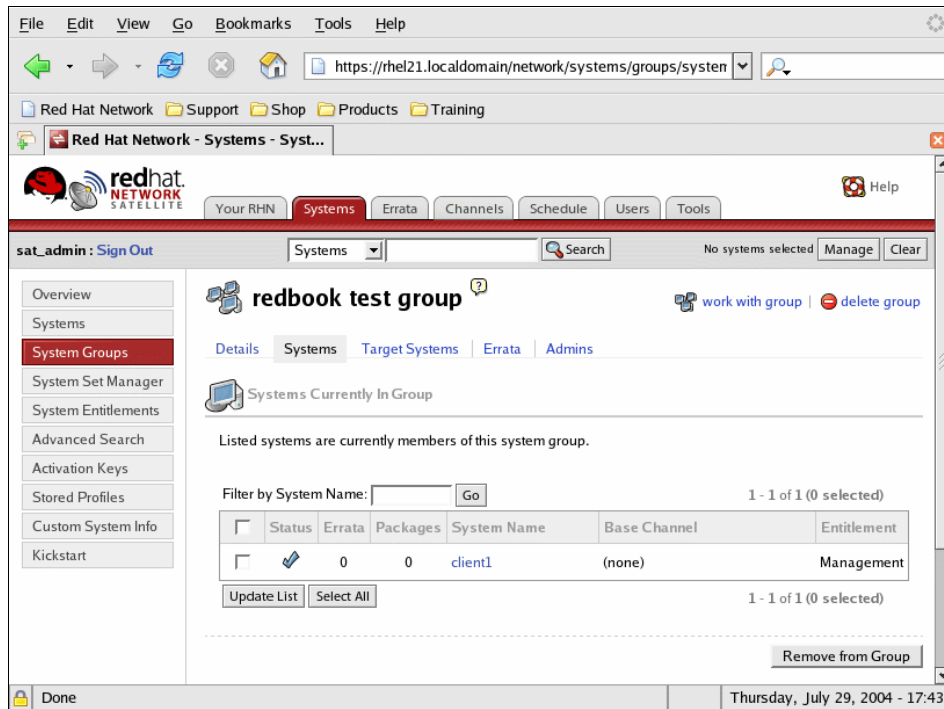 File Edit View Go Bookmarks Tools Help
https://rhel21.localdomain/network/systems/groups/system
Red Hat Network Support Shop Products Training
Red Hat Network - Systems - Syst...
redhat.
NETWORK
SATELLITE
Help
Your RHN Systems Errata Channels Schedule Users Tools
sat_admin : Sign Out Systems Search No systems selected Manage Clear
Overview
Systems
System Groups
System Set Manager
System Entitlements
Advanced Search
Activation Keys
Stored Profiles
Custom System Info
Kickstart
redbook test group ? work with group | delete group
Details Systems Target Systems | Errata | Admins
Systems Currently In Group
Listed systems are currently members of this system group.
Filter by System Name: Go 1 - 1 of 1 (0 selected)
Status Errata Packages System Name Base Channel Entitlement
0 0 client1 (none) Management
Update List Select All 1 - 1 of 1 (0 selected)
Remove from Group
Done Thursday, July 29, 2004 - 17:43